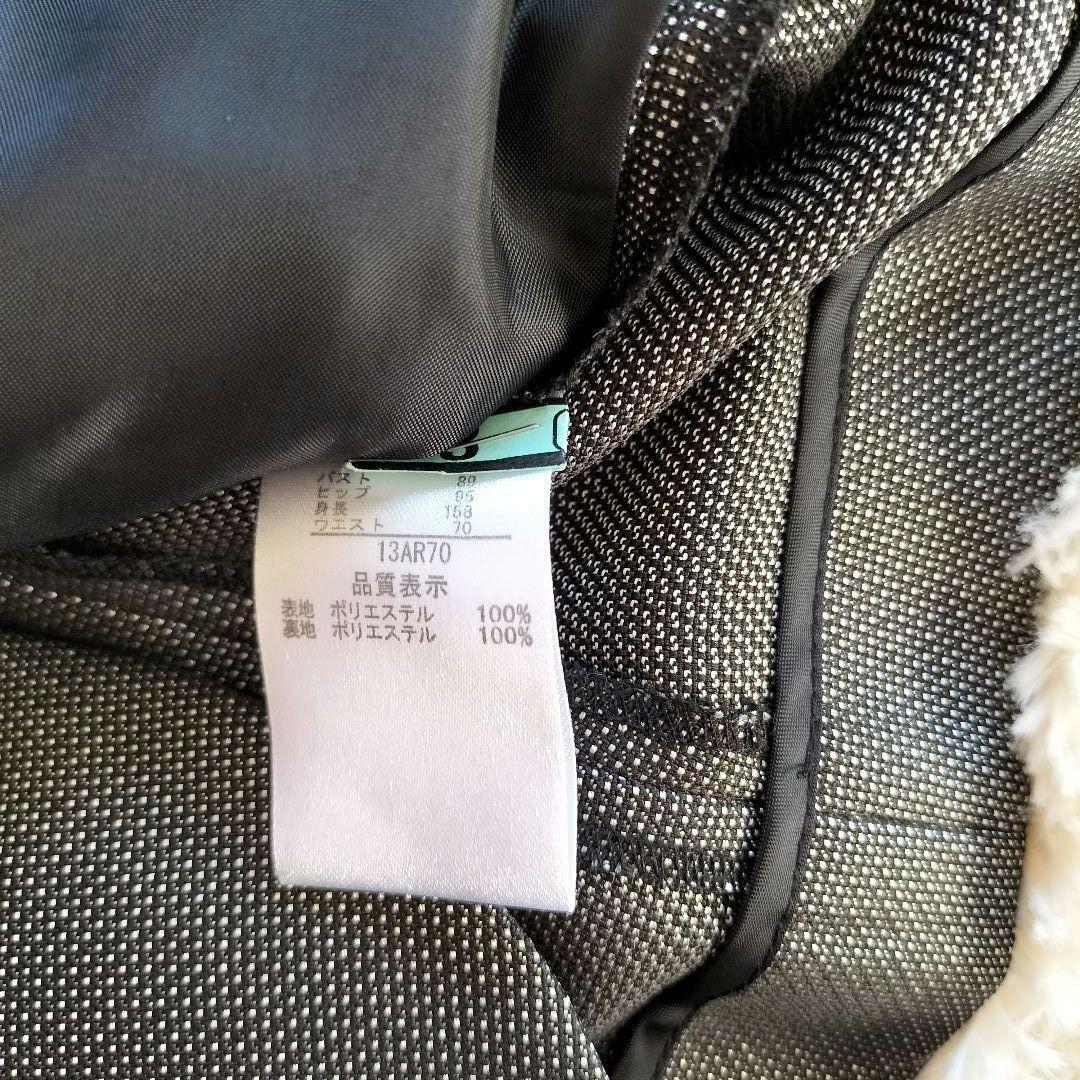 バスト 89
ヒップ 95
身長 158
ウエスト 70
13AR70
品質表示
表地 ポリエステル 100%
裏地 ポリエステル 100%